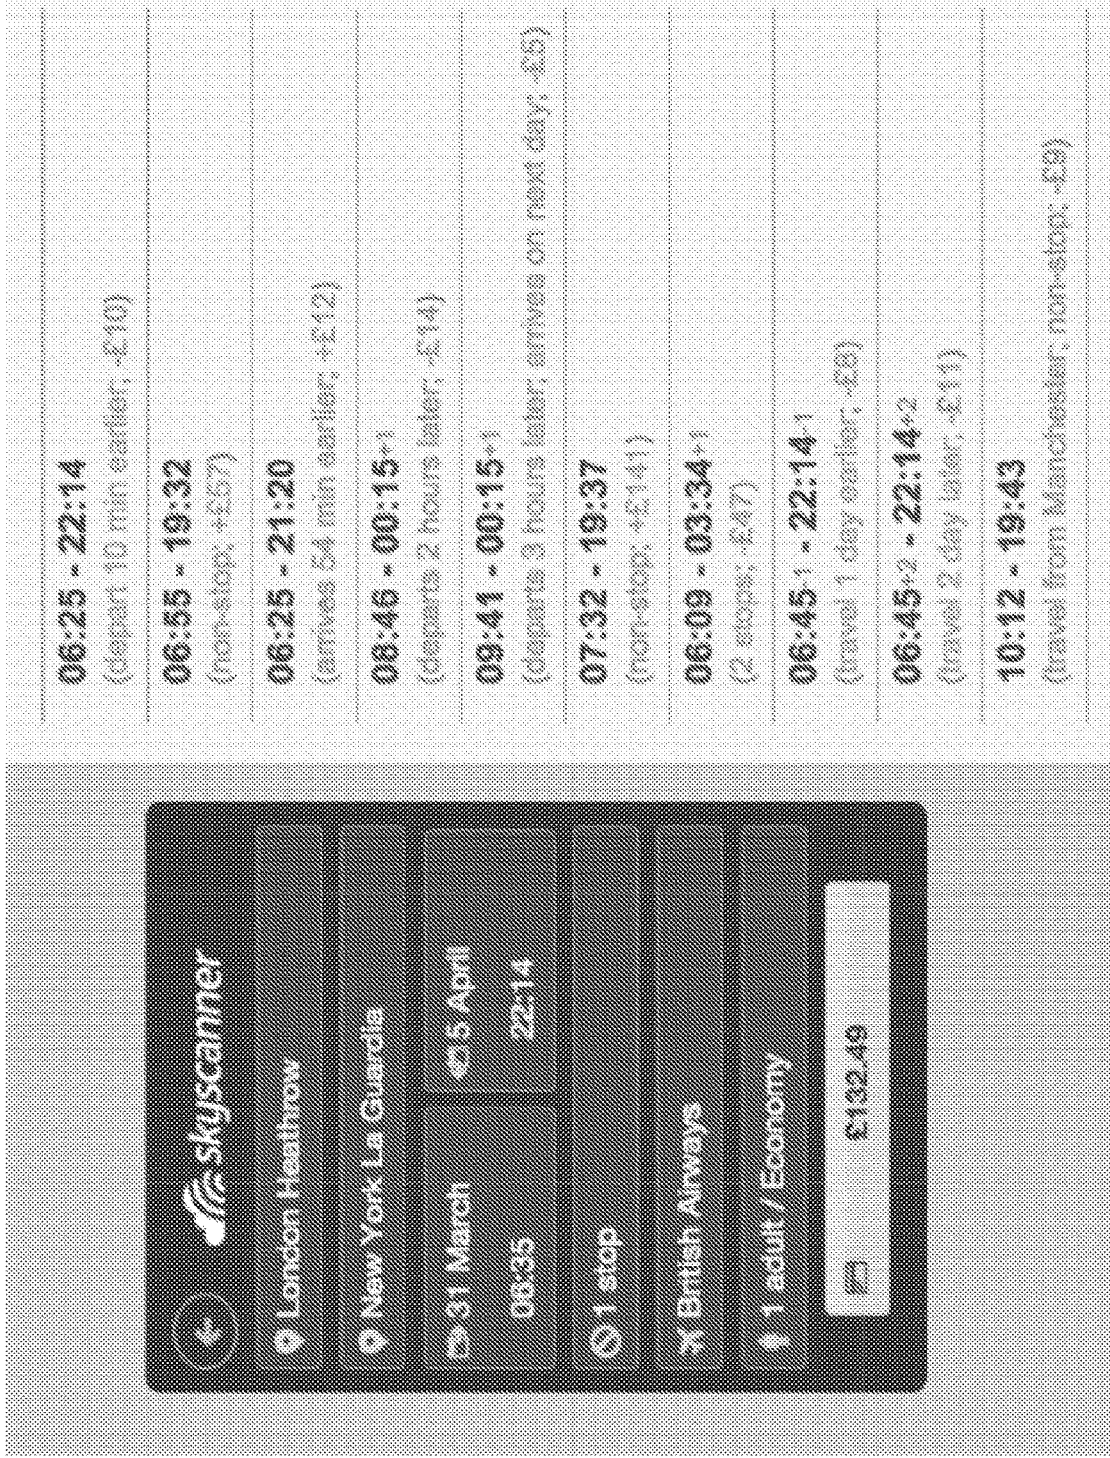 Skyscanner
London Heathrow
New York La Guardia
31 March
5 April
06:35
22:14
1 stop
British Airways
1 adult / Economy
£132.49
06:25 - 22:14
(depart 10 min earlier; -£10)
06:55 - 19:32
(non-stop; +£57)
06:25 - 21:20
(arrives 54 min earlier; +£12)
08:46 - 00:15+1
(departs 2 hours later; -£14)
09:41 - 00:15+1
(departs 3 hours later; arrives on next day; -£5)
07:32 - 19:37
(non-stop; +£141)
06:09 - 03:34+1
(2 stops; -£47)
06:45-1 - 22:14-1
(travel 1 day earlier; -£8)
06:45+2 - 22:14+2
(travel 2 day later; -£11)
10:12 - 19:43
(travel from Manchester; non-stop; -£9)